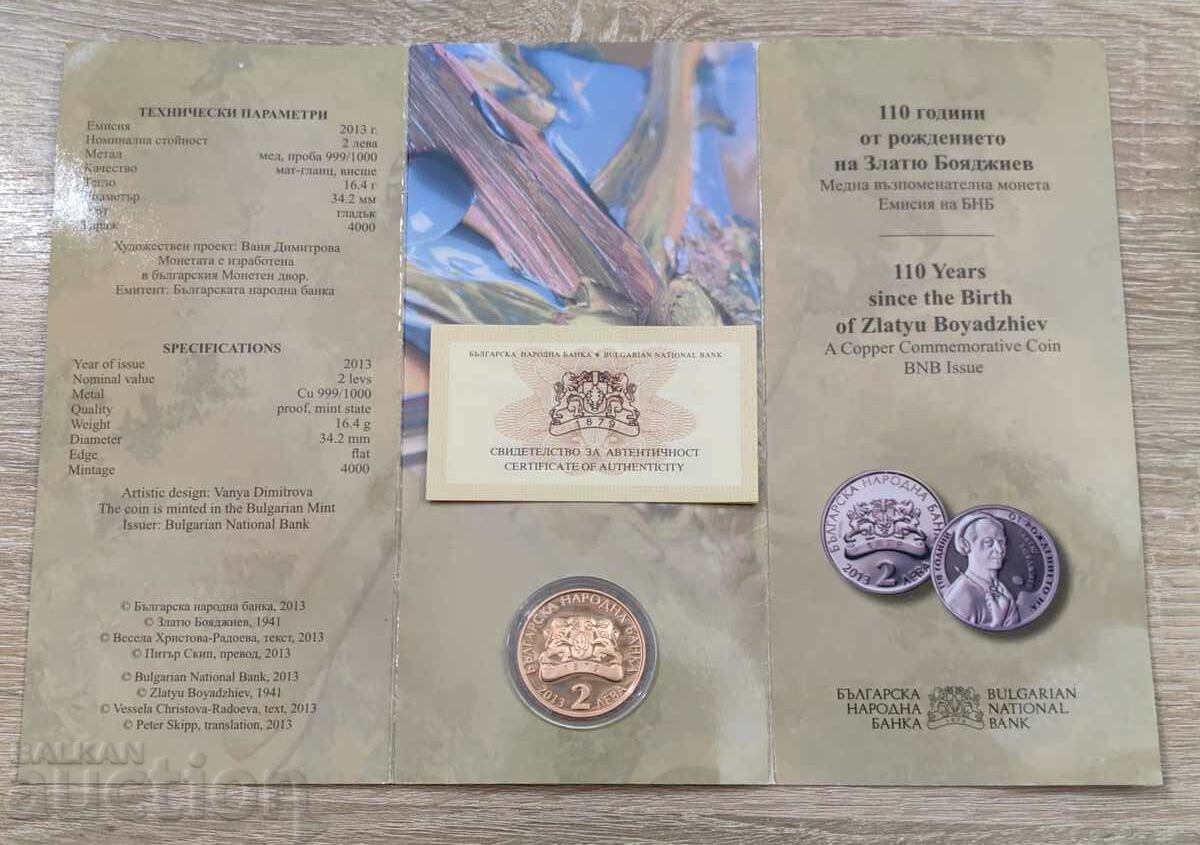 ТЕХНИЧЕСКИ ПАРАМЕТРИ
Емисия 2013 г.
Номинална стойност 2 лева
Метал мед, проба 999/1000
Качество мат-гланц, висше
Тегло 16.4 г
34.2 мм
гладък
4000
Художествен проект: Ваня Димитрова
Монетата е изработена
в българския Монетен двор.
Емитент: Българската народна банка
SPECIFICATIONS
Year of issue 2013
Nominal value 2 levs
Metal Cu 999/1000
Quality proof, mint state
Weight 16.4 g
Diameter 34.2 mm
Edge flat
Mintage 4000
Artistic design: Vanya Dimitrova
The coin is minted in the Bulgarian Mint
Issuer: Bulgarian National Bank
© Българска народна банка, 2013
© Златю Бояджиев, 1941
© Весела Христова-Радоева, текст, 2013
© Питър Скип, превод, 2013
© Bulgarian National Bank, 2013
© Zlatyu Boyadzhiev, 1941
© Vessela Christova-Radoeva, text, 2013
© Peter Skipp, translation, 2013
БЪЛГАРСКА НАРОДНА БАНКА BULGARIAN NATIONAL BANK
1879
СВИДЕТЕЛСТВО ЗА АВТЕНТИЧНОСТ
CERTIFICATE OF AUTHENTICITY
БЪЛГАРСКА НАРОДНА БАНКА
1879
2013 2 ЛЕВА
110 години
от рождението
на Златю Бояджиев
Медна възпоменателна монета
Емисия на БНБ
110 Years
since the Birth
of Zlatyu Boyadzhiev
A Copper Commemorative Coin
BNB Issue
БЪЛГАРСКА НАРОДНА БАНКА
1879
2013 2 ЛЕВА
110 ГОДИНИ ОТ РОЖДЕНИЕТО НА
БЪЛГАРСКА
НАРОДНА
БАНКА
BULGARIAN
NATIONAL
BANK
BALKAN
auction